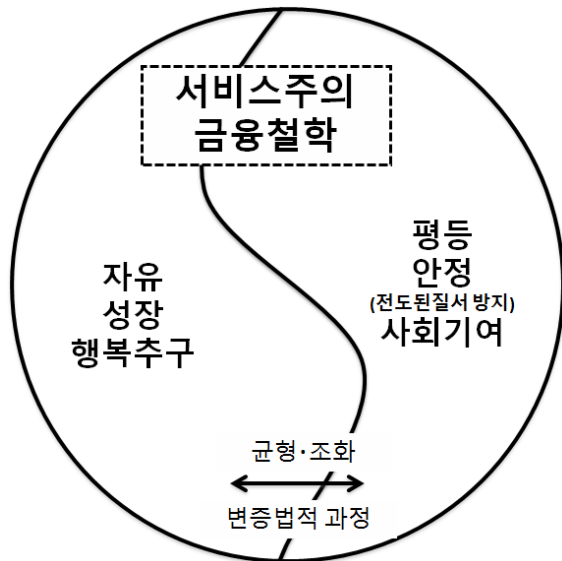 서비스주의
금융철학
자유
성장
행복추구
평등
안정
(전도된질서 방지)
사회기여
균형·조화
변증법적 과정